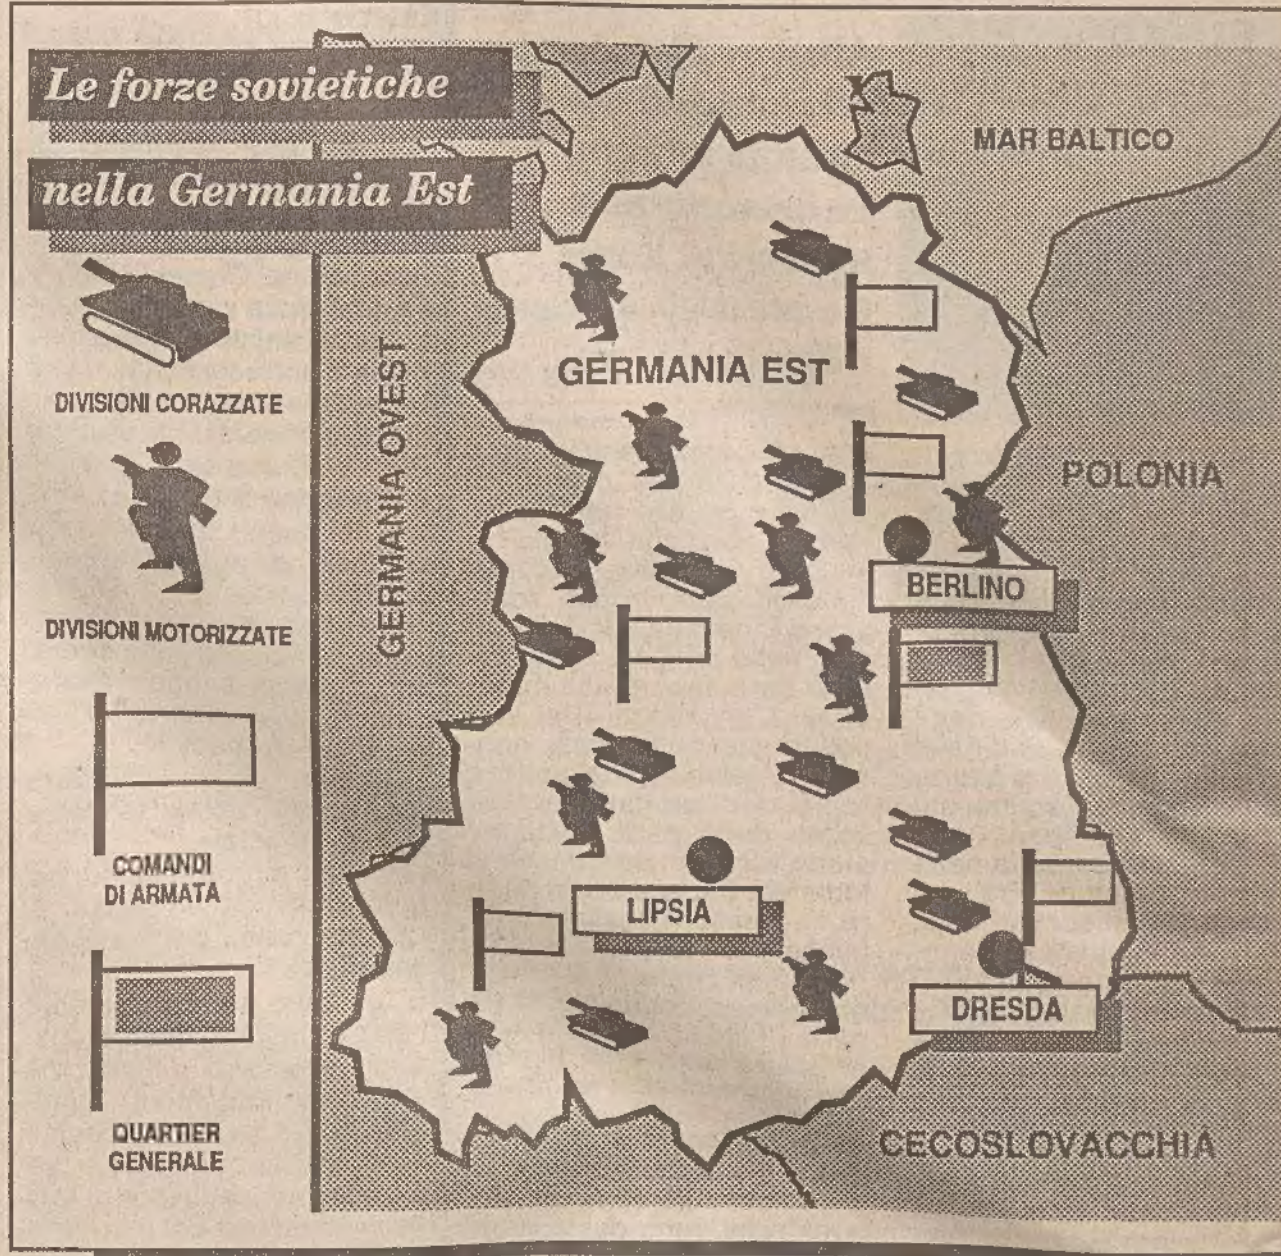 Le forze sovietiche
nella Germania Est
DIVISIONI CORAZZATE
DIVISIONI MOTORIZZATE
COMANDI
DI ARMATA
QUARTIER
GENERALE
MAR BALTICO
GERMANIA EST
GERMANIA OVEST
POLONIA
BERLINO
LIPSIA
DRESDA
CECOSLOVACCHIA